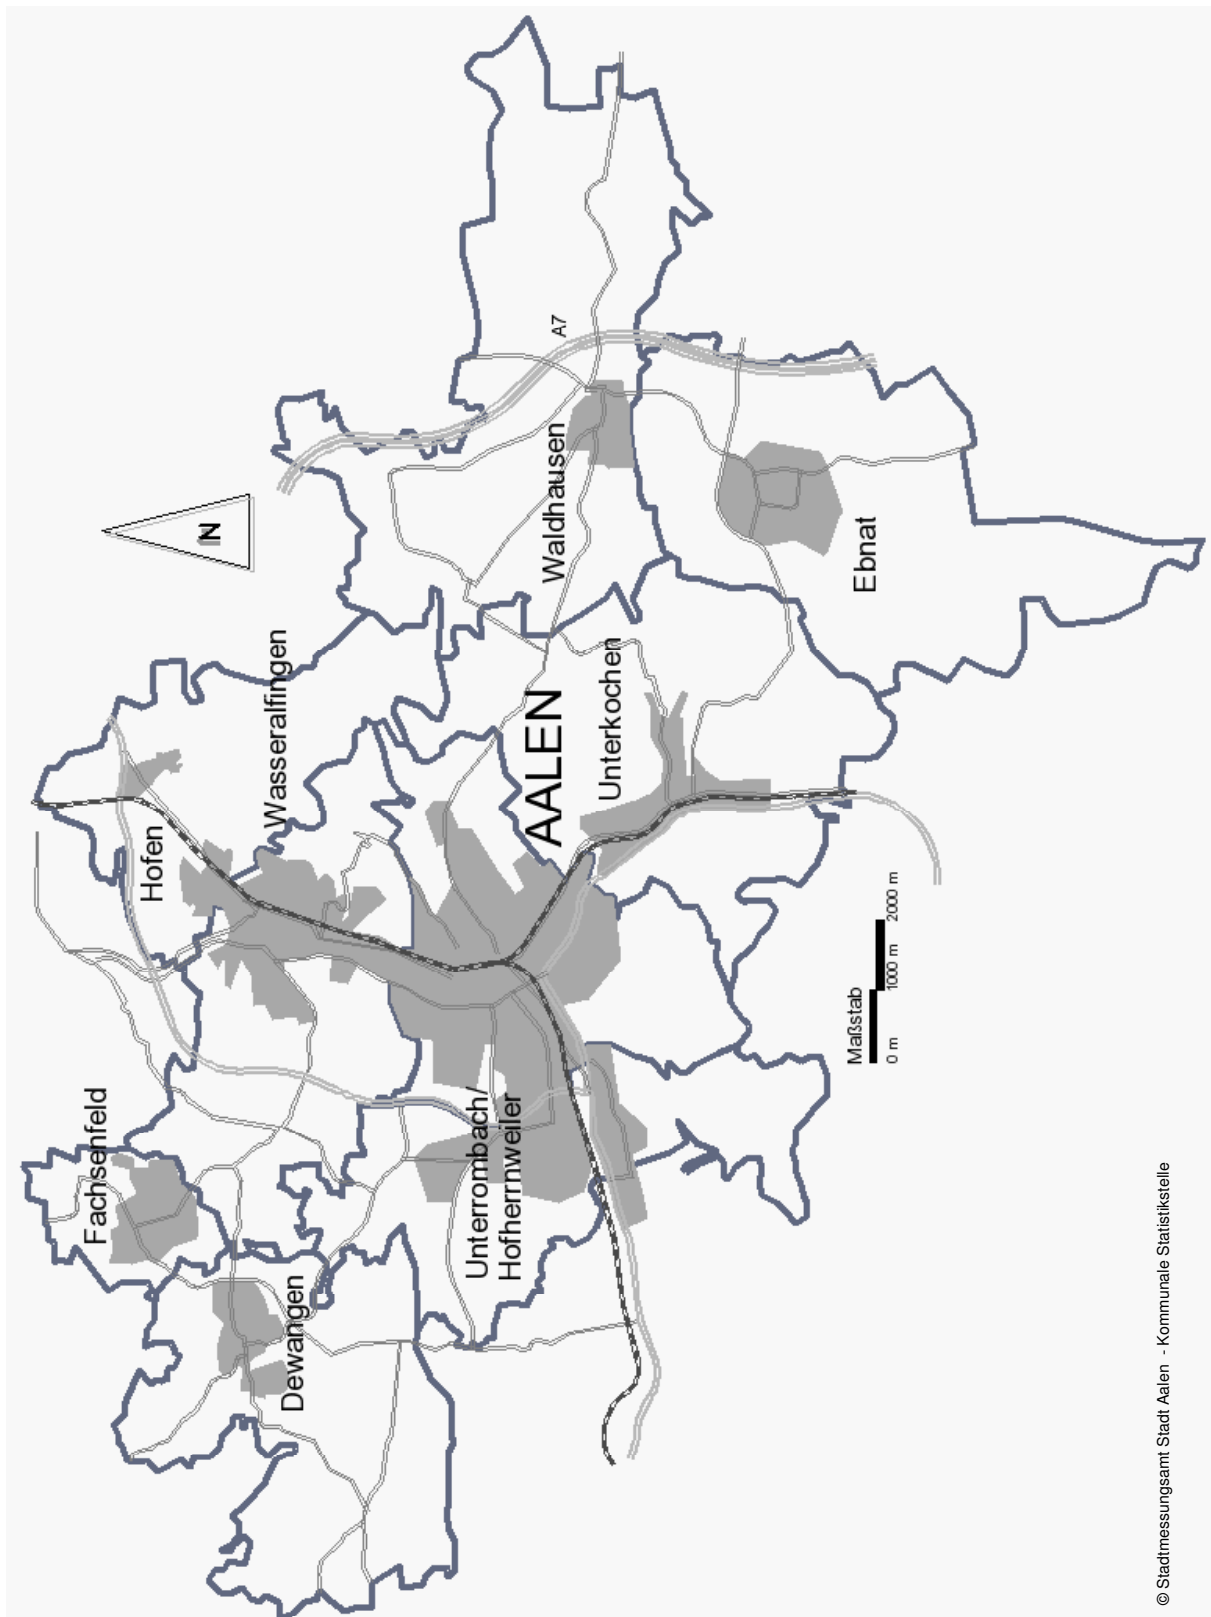 Fachsenfeld
Dewangen
Hofen
Wasseralfingen
N
Unterrombach/
Hofherrnweiler
AALEN
Unterkochen
Waldhausen
A7
Ebnat
Maßstab
0 m 1000 m 2000 m
© Stadtmessungsamt Stadt Aalen - Kommunale Statistikstelle